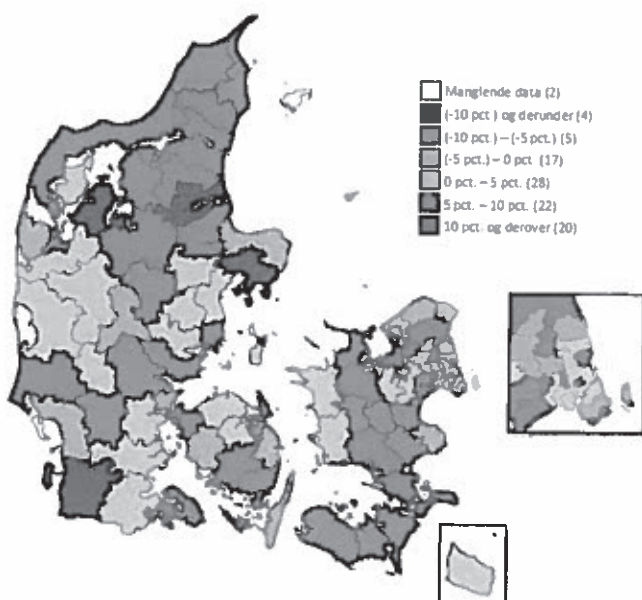 Manglende data (2)
(-10 pct.) og derunder (4)
(-10 pct.) – (-5 pct.) (5)
(-5 pct.) – 0 pct. (17)
0 pct. – 5 pct. (28)
5 pct. – 10 pct. (22)
10 pct. og derover (20)